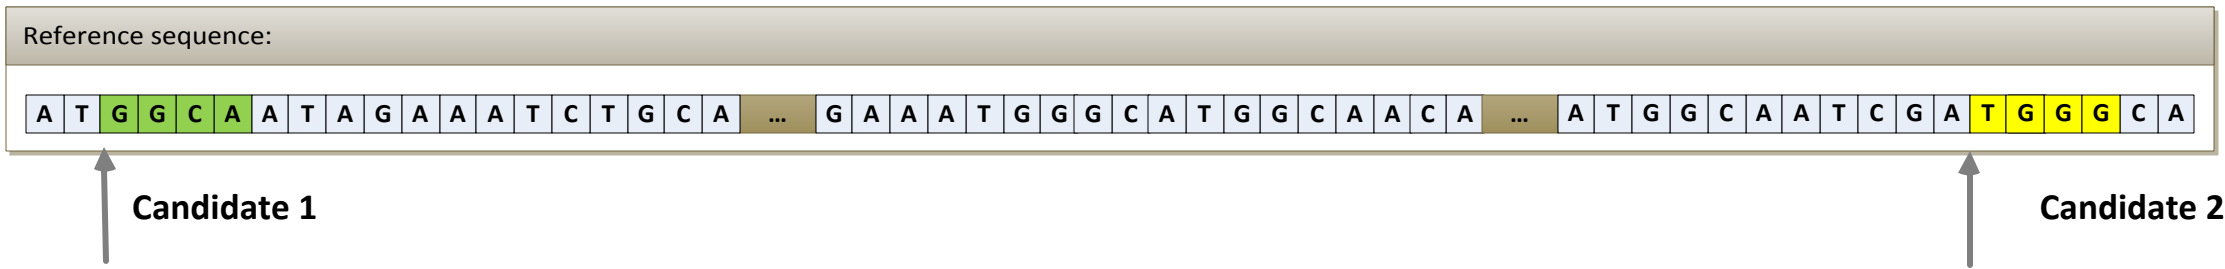 Reference sequence:
A T G G C A A T A G A A A T C T G C A ... G A A A T G G G C A T G G C A A C A ... A T G G C A A T C G A T G G G C A
Candidate 1 Candidate 2